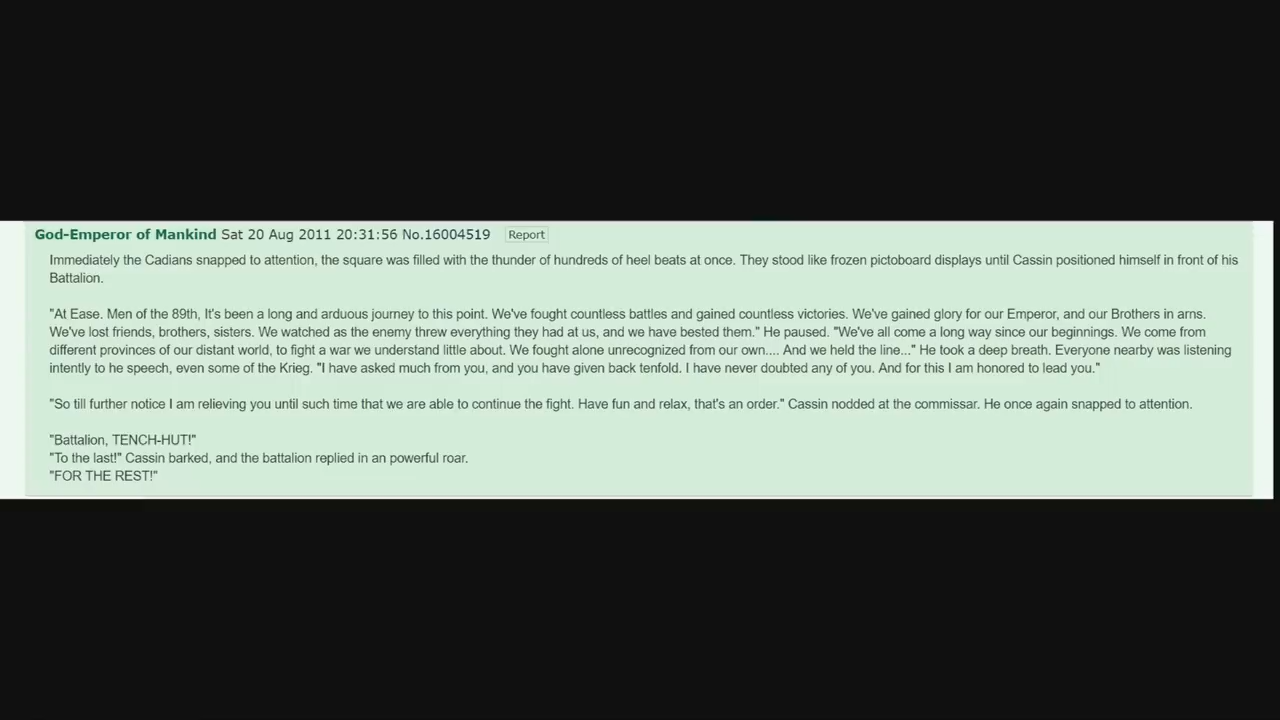 God-Emperor of Mankind Sat 20 Aug 2011 20:31:56 No.16004519 Report
Immediately the Cadians snapped to attention, the square was filled with the thunder of hundreds of heel beats at once. They stood like frozen pictoboard displays until Cassin positioned himself in front of his
Battalion.
"At Ease. Men of the 89th, It's been a long and arduous journey to this point. We've fought countless battles and gained countless victories. We've gained glory for our Emperor, and our Brothers in arns.
We've lost friends, brothers, sisters. We watched as the enemy threw everything they had at us, and we have bested them." He paused. "We've all come a long way since our beginnings. We come from
different provinces of our distant world, to fight a war we understand little about. We fought alone unrecognized from our own.... And we held the line..." He took a deep breath. Everyone nearby was listening
intently to he speech, even some of the Krieg. "I have asked much from you, and you have given back tenfold. I have never doubted any of you. And for this I am honored to lead you."
"So till further notice I am relieving you until such time that we are able to continue the fight. Have fun and relax, that's an order." Cassin nodded at the commissar. He once again snapped to attention.
"Battalion, TENCH-HUT!"
"To the last!" Cassin barked, and the battalion replied in an powerful roar.
"FOR THE REST!"